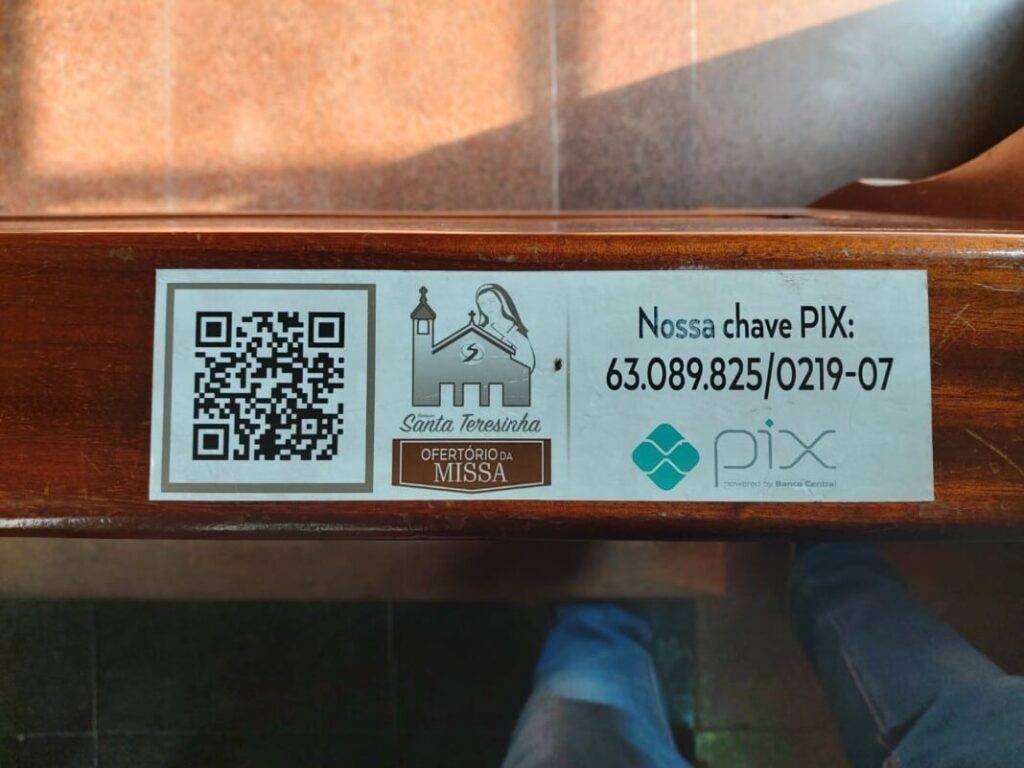 Santa Teresinha
OFERTÓRIO DA
MISSA
Nossa chave PIX:
63.089.825/0219-07
pix
powered by Banco Central